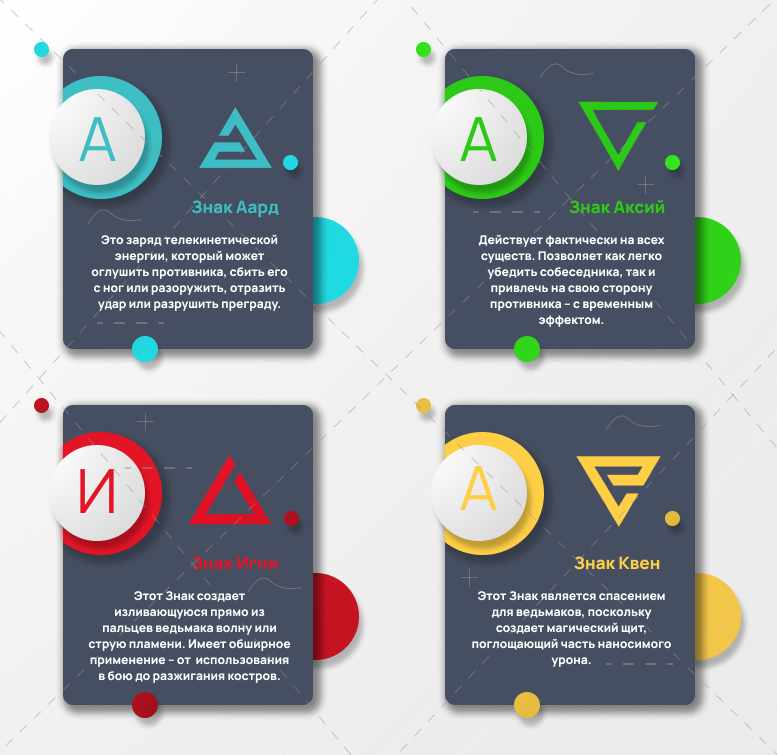 А
Знак Аард
Это заряд телекинетической
энергии, который может
оглушить противника, сбить его
с ног или разоружить, отразить
удар или разрушить преграду.
А
Знак Аксий
Действует фактически на всех
существ. Позволяет как легко
убедить собеседника, так и
привлечь на свою сторону
противника – с временным
эффектом.
И
Знак Игни
Этот Знак создает
изливающуюся прямо из
пальцев ведьмака волну или
струю пламени. Имеет обширное
применение – от использования
в бою до разжигания костров.
А
Знак Квен
Этот Знак является спасением
для ведьмаков, поскольку
создает магический щит,
поглощающий часть наносимого
урона.